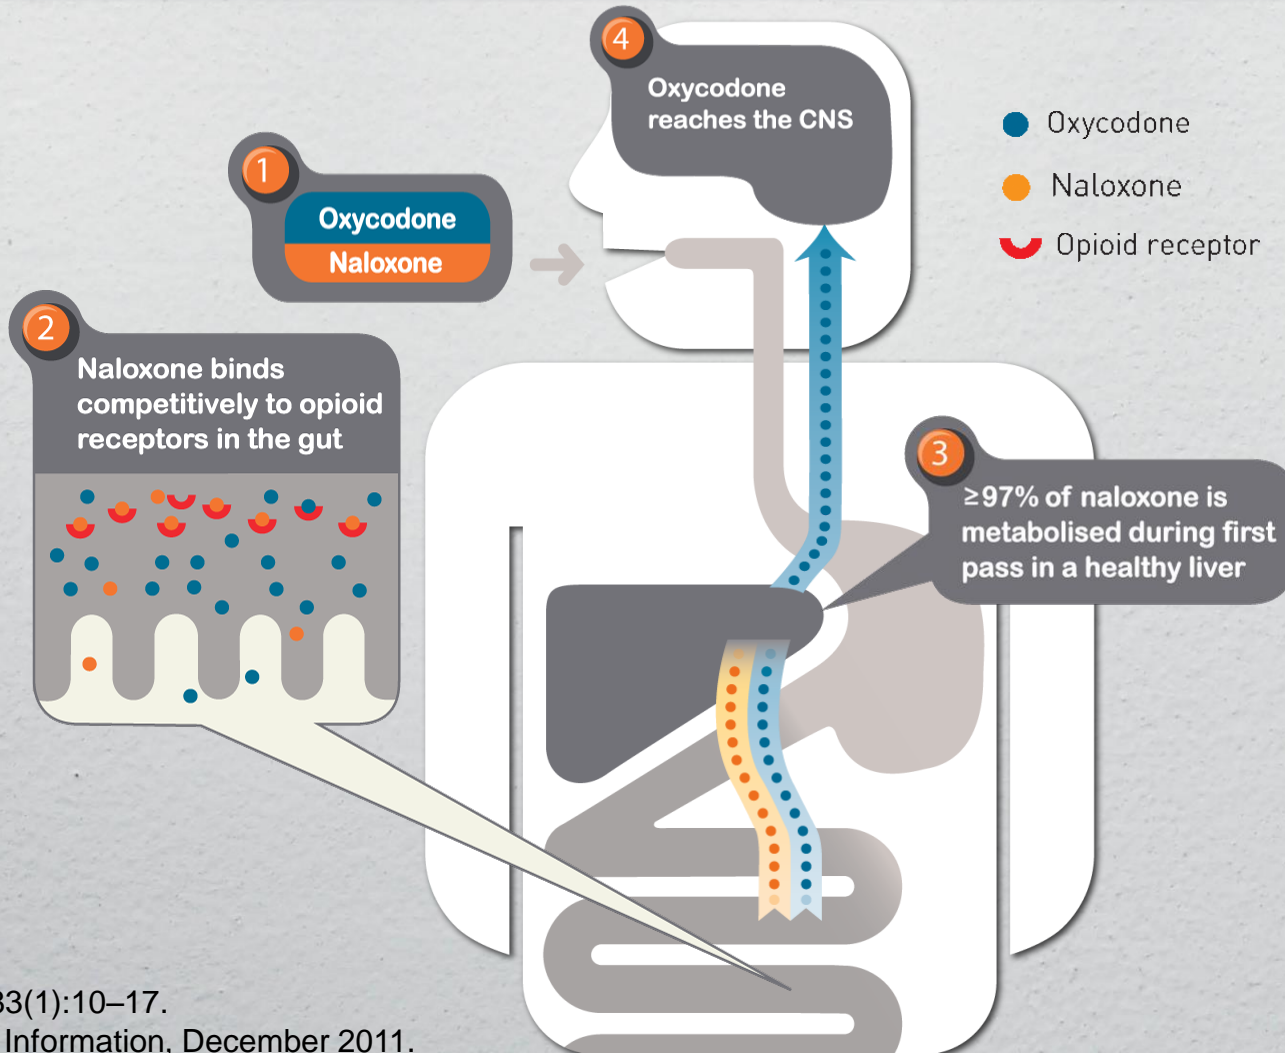 4
Oxycodone
reaches the CNS
Oxycodone
Naloxone
Opioid receptor
1
Oxycodone
Naloxone
2
Naloxone binds
competitively to opioid
receptors in the gut
3
≥97% of naloxone is
metabolised during first
pass in a healthy liver
33(1):10–17.
Information, December 2011.